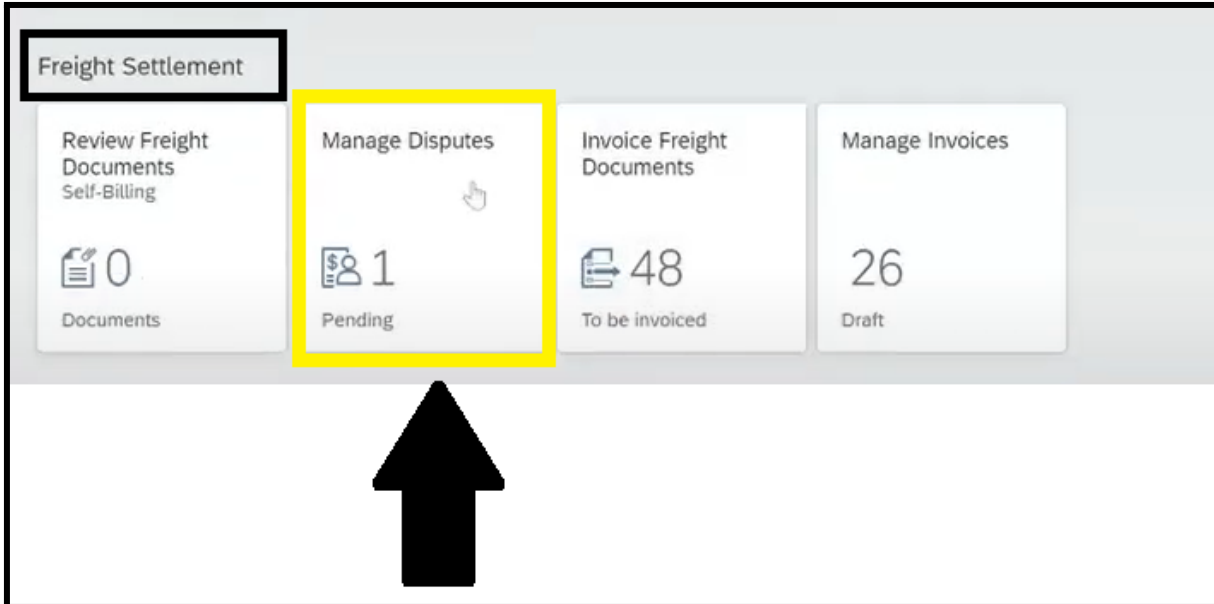 Freight Settlement
Review Freight
Documents
Self-Billing
0
Documents
Manage Disputes
1
Pending
Invoice Freight
Documents
48
To be invoiced
Manage Invoices
26
Draft